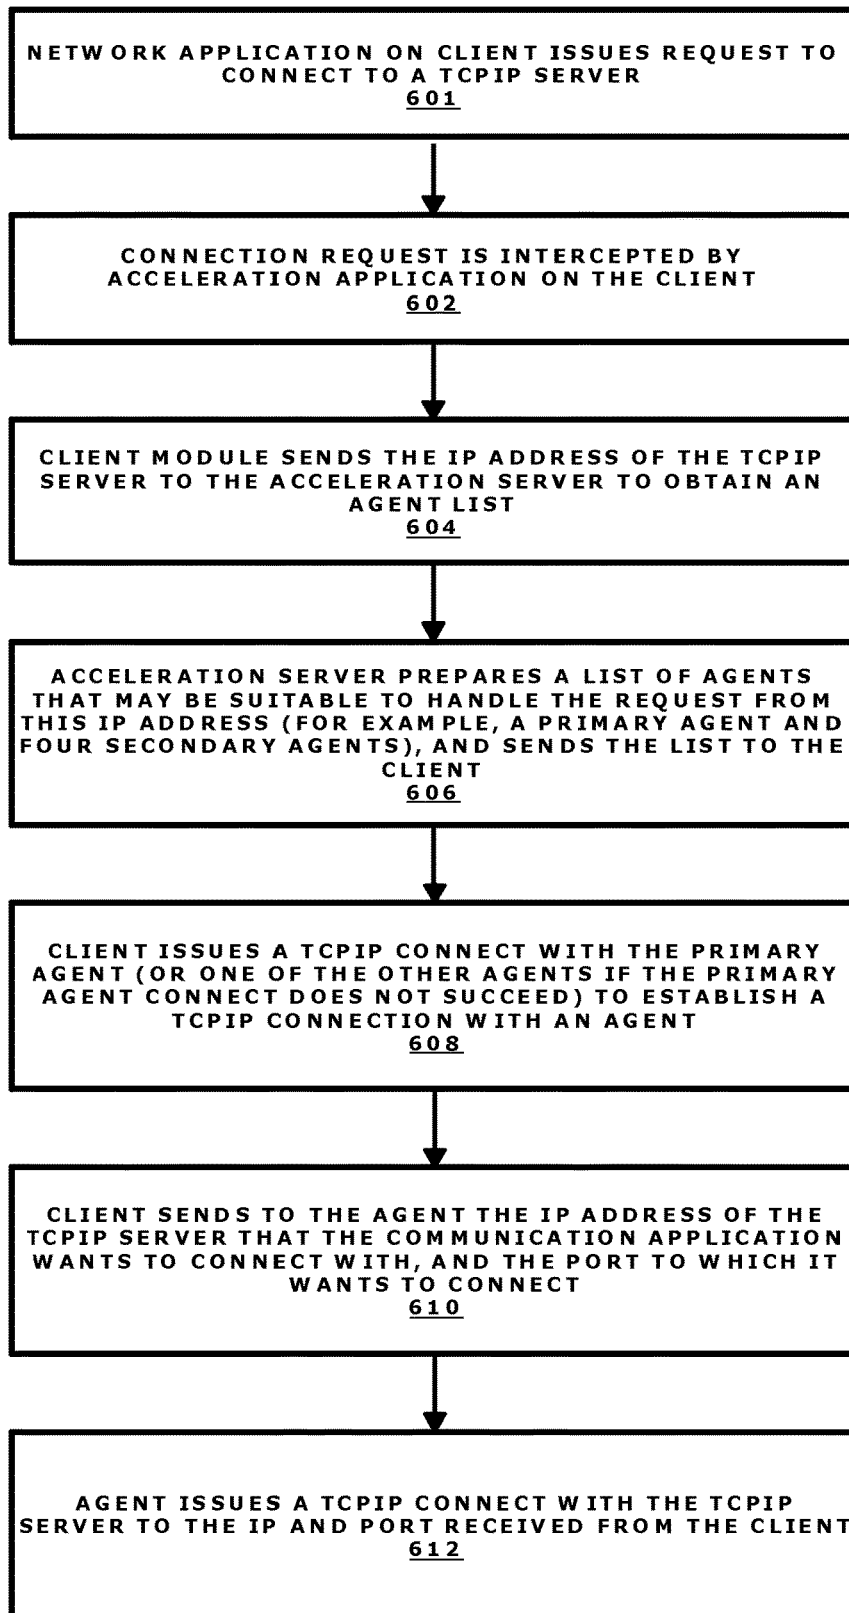 NETWORK APPLICATION ON CLIENT ISSUES REQUEST TO
CONNECT TO A TCPIP SERVER
601
CONNECTION REQUEST IS INTERCEPTED BY
ACCELERATION APPLICATION ON THE CLIENT
602
CLIENT MODULE SENDS THE IP ADDRESS OF THE TCPIP
SERVER TO THE ACCELERATION SERVER TO OBTAIN AN
AGENT LIST
604
ACCELERATION SERVER PREPARES A LIST OF AGENTS
THAT MAY BE SUITABLE TO HANDLE THE REQUEST FROM
THIS IP ADDRESS (FOR EXAMPLE, A PRIMARY AGENT AND
FOUR SECONDARY AGENTS), AND SENDS THE LIST TO THE
CLIENT
606
CLIENT ISSUES A TCPIP CONNECT WITH THE PRIMARY
AGENT (OR ONE OF THE OTHER AGENTS IF THE PRIMARY
AGENT CONNECT DOES NOT SUCCEED) TO ESTABLISH A
TCPIP CONNECTION WITH AN AGENT
608
CLIENT SENDS TO THE AGENT THE IP ADDRESS OF THE
TCPIP SERVER THAT THE COMMUNICATION APPLICATION
WANTS TO CONNECT WITH, AND THE PORT TO WHICH IT
WANTS TO CONNECT
610
AGENT ISSUES A TCPIP CONNECT WITH THE TCPIP
SERVER TO THE IP AND PORT RECEIVED FROM THE CLIENT
612